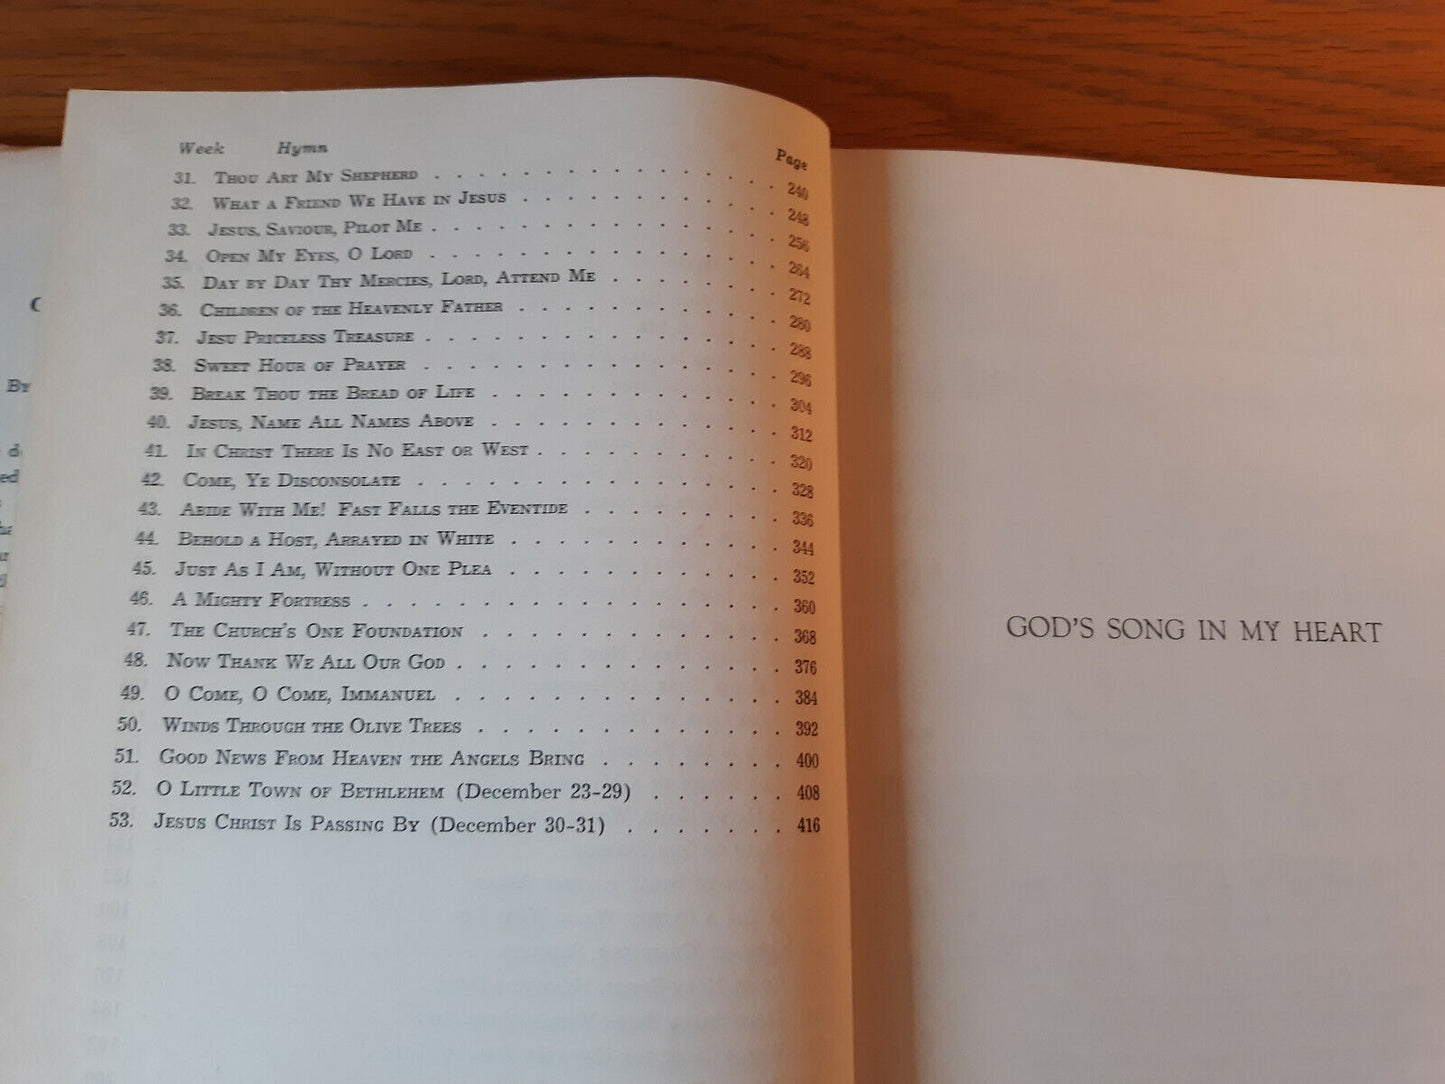 Week Hymn Page
31. THOU ART MY SHEPHERD . . . . . . . . . . . . . . 240
32. WHAT A FRIEND WE HAVE IN JESUS . . . . . . . . . . . 248
33. JESUS, SAVIOUR, PILOT ME . . . . . . . . . . . . . . 256
34. OPEN MY EYES, O LORD . . . . . . . . . . . . . . 264
35. DAY BY DAY THY MERCIES, LORD, ATTEND ME . . . . . . . 272
36. CHILDREN OF THE HEAVENLY FATHER . . . . . . . . . . . 280
37. JESU PRICELESS TREASURE . . . . . . . . . . . . . . 288
38. SWEET HOUR OF PRAYER . . . . . . . . . . . . . . 296
39. BREAK THOU THE BREAD OF LIFE . . . . . . . . . . . . 304
40. JESUS, NAME ALL NAMES ABOVE . . . . . . . . . . . . 312
41. IN CHRIST THERE IS NO EAST OR WEST . . . . . . . . . . 320
42. COME, YE DISCONSOLATE . . . . . . . . . . . . . . 328
43. ABIDE WITH ME! FAST FALLS THE EVENTIDE . . . . . . . . 336
44. BEHOLD A HOST, ARRAYED IN WHITE . . . . . . . . . . . 344
45. JUST AS I AM, WITHOUT ONE PLEA . . . . . . . . . . . 352
46. A MIGHTY FORTRESS . . . . . . . . . . . . . . . . 360
47. THE CHURCH'S ONE FOUNDATION . . . . . . . . . . . . 368
48. NOW THANK WE ALL OUR GOD . . . . . . . . . . . . . 376
49. O COME, O COME, IMMANUEL . . . . . . . . . . . . . 384
50. WINDS THROUGH THE OLIVE TREES . . . . . . . . . . . . 392
51. GOOD NEWS FROM HEAVEN THE ANGELS BRING . . . . . . . 400
52. O LITTLE TOWN OF BETHLEHEM (December 23-29) . . . . . . 408
53. JESUS CHRIST IS PASSING BY (December 30-31) . . . . . . . 416
GOD'S SONG IN MY HEART
By